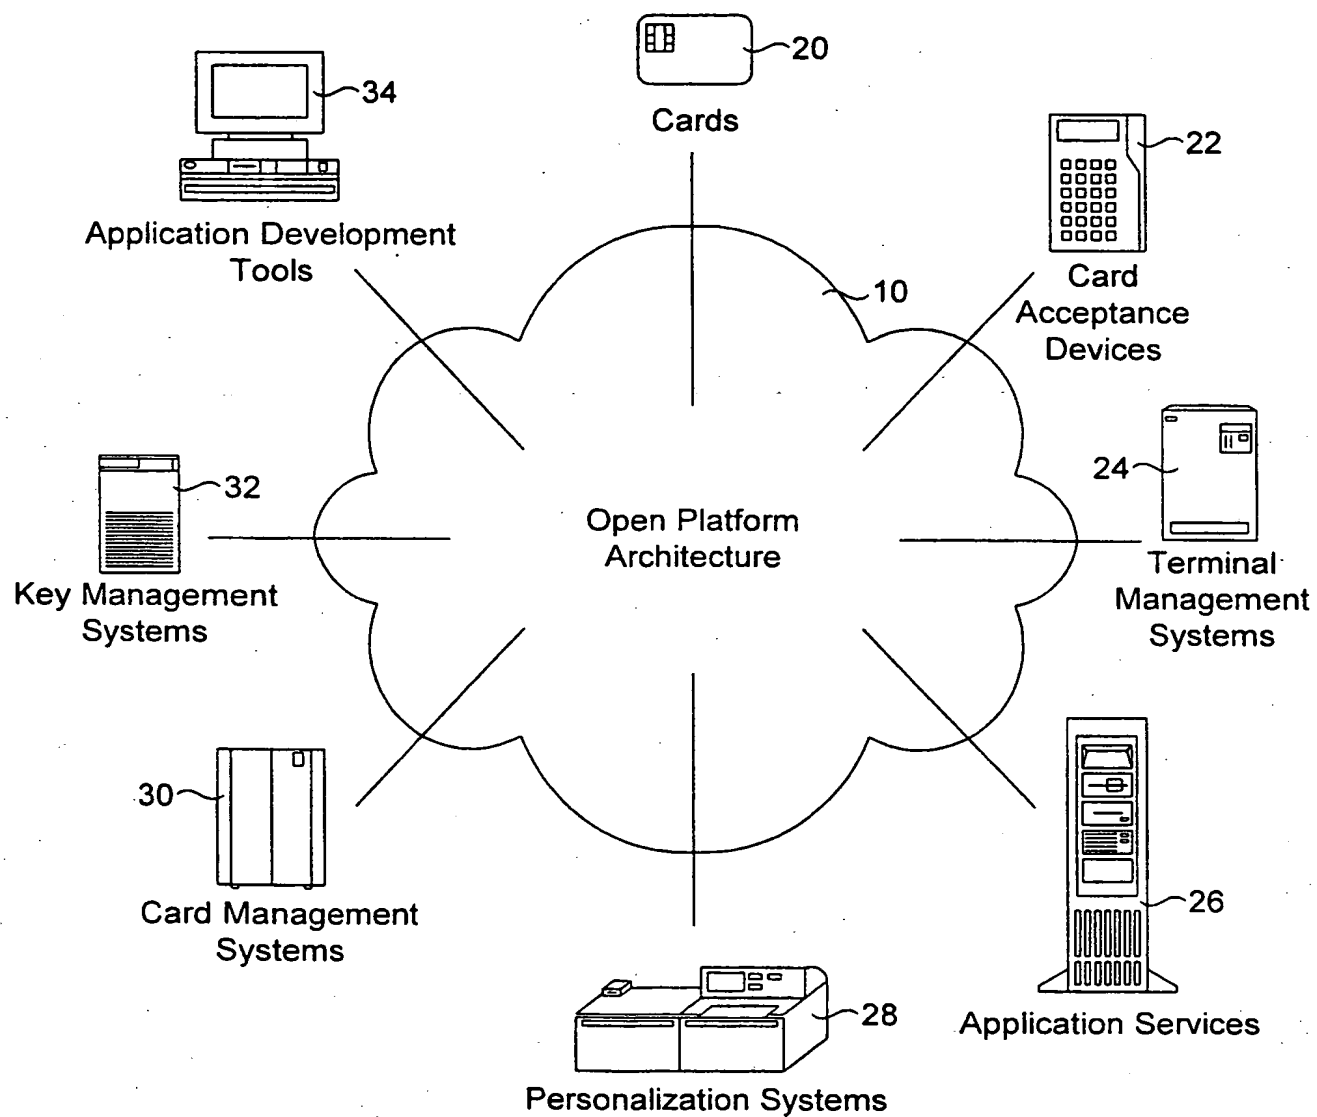 20
Cards
34
Application Development
Tools
22
Card
Acceptance
Devices
10
24
Terminal
Management
Systems
32
Key Management
Systems
Open Platform
Architecture
30
Card Management
Systems
26
Application Services
28
Personalization Systems